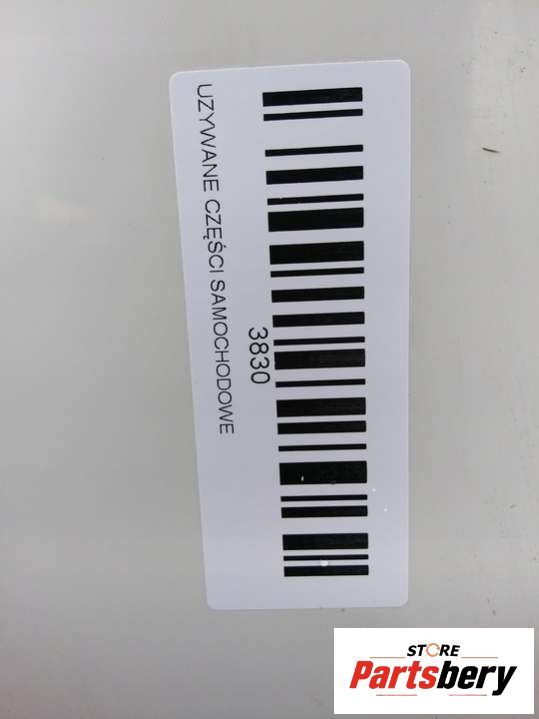 UZYWANE CZĘŚCI SAMOCHODOWE
3830
STORE
Partsbery